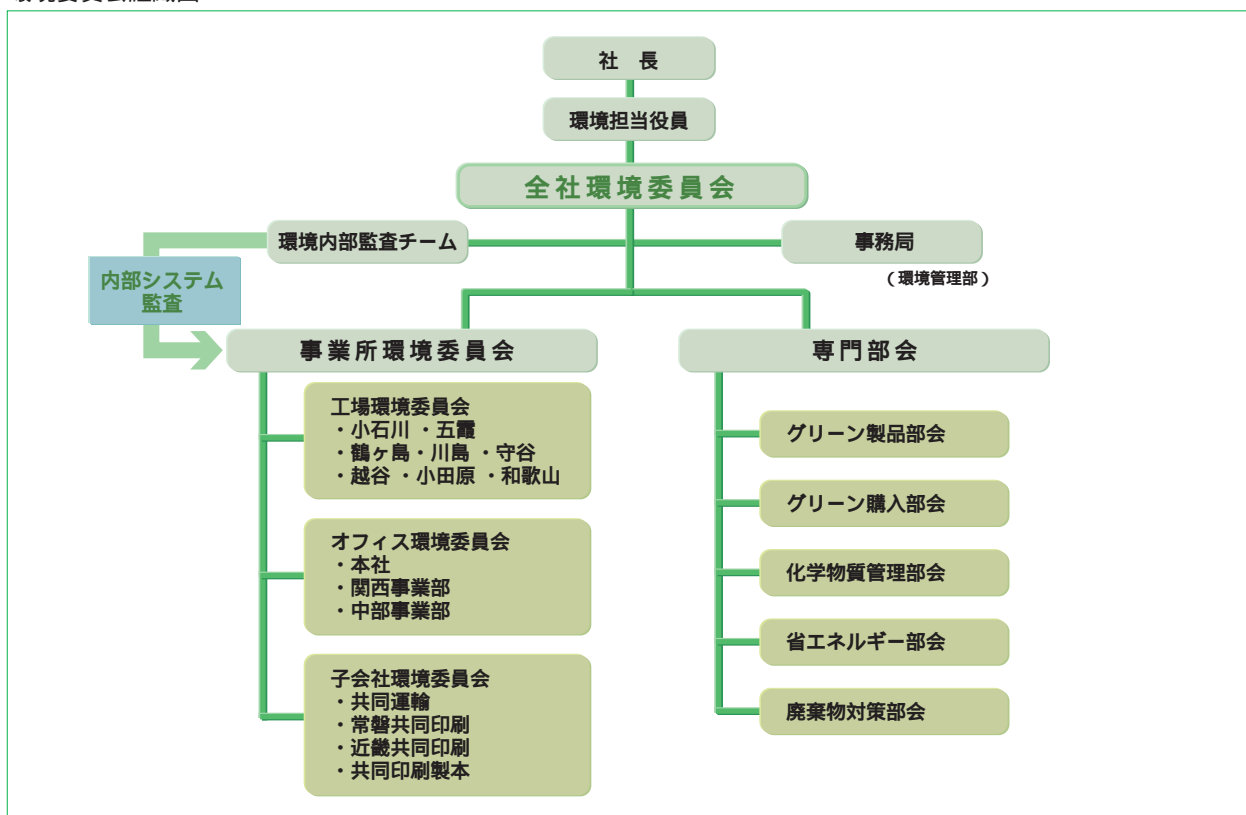 社 長
環境担当役員
全社環境委員会
環境内部監査チーム
事務局
(環境管理部)
内部システム
監査
事業所環境委員会
工場環境委員会
・小石川 ・五霞
・鶴ヶ島・川島 ・守谷
・越谷 ・小田原 ・和歌山
オフィス環境委員会
・本社
・関西事業部
・中部事業部
子会社環境委員会
・共同運輸
・常磐共同印刷
・近畿共同印刷
・共同印刷製本
専門部会
グリーン製品部会
グリーン購入部会
化学物質管理部会
省エネルギー部会
廃棄物対策部会